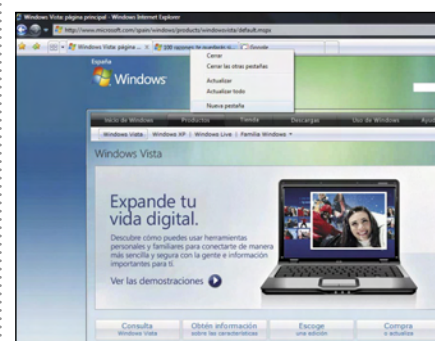 Windows Vista: página principal - Windows Internet Explorer
http://www.microsoft.com/spain/windows/products/windowsvista/default.mspx
Windows Vista: página ...
100 razones te
Google
Cerrar
Cerrar las otras pestañas
Actualizar
Actualizar todo
Nueva pestaña
España
Windows
Inicio de Windows Productos Tienda Descargas Uso de Windows
Windows Vista | Windows XP | Windows Live | Familia Windows
Windows Vista
Expande tu
vida digital.
Descubre cómo puedes usar herramientas
personales y familiares para conectarte de manera
más sencilla y segura con la gente e información
importantes para ti.
Ver las demostraciones
Consulta
Windows Vista
Obtén información
sobre las características
Escoge
una edición
Compra
o actualiza